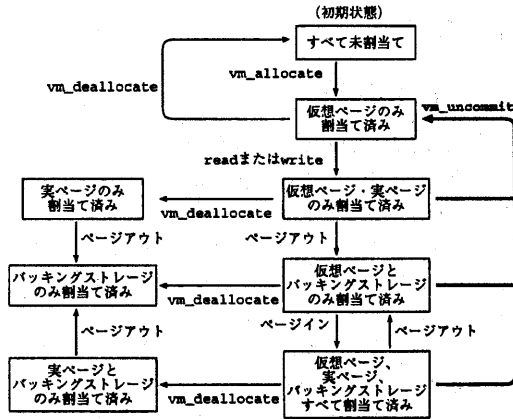 (初期状態)
すべて未割当て
vm_deallocate
vm_allocate
仮想ページのみ
割当て済み
vm_uncommit
readまたはwrite
実ページのみ
割当て済み
vm_deallocate
仮想ページ・実ページ
のみ割当て済み
ページアウト
ページアウト
バッキングストレージ
のみ割当て済み
vm_deallocate
仮想ページと
バッキングストレージ
のみ割当て済み
ページアウト
ページイン
ページアウト
実ページと
バッキングストレージ
のみ割当て済み
vm_deallocate
仮想ページ、
実ページ、
バッキングストレージ
すべて割当て済み